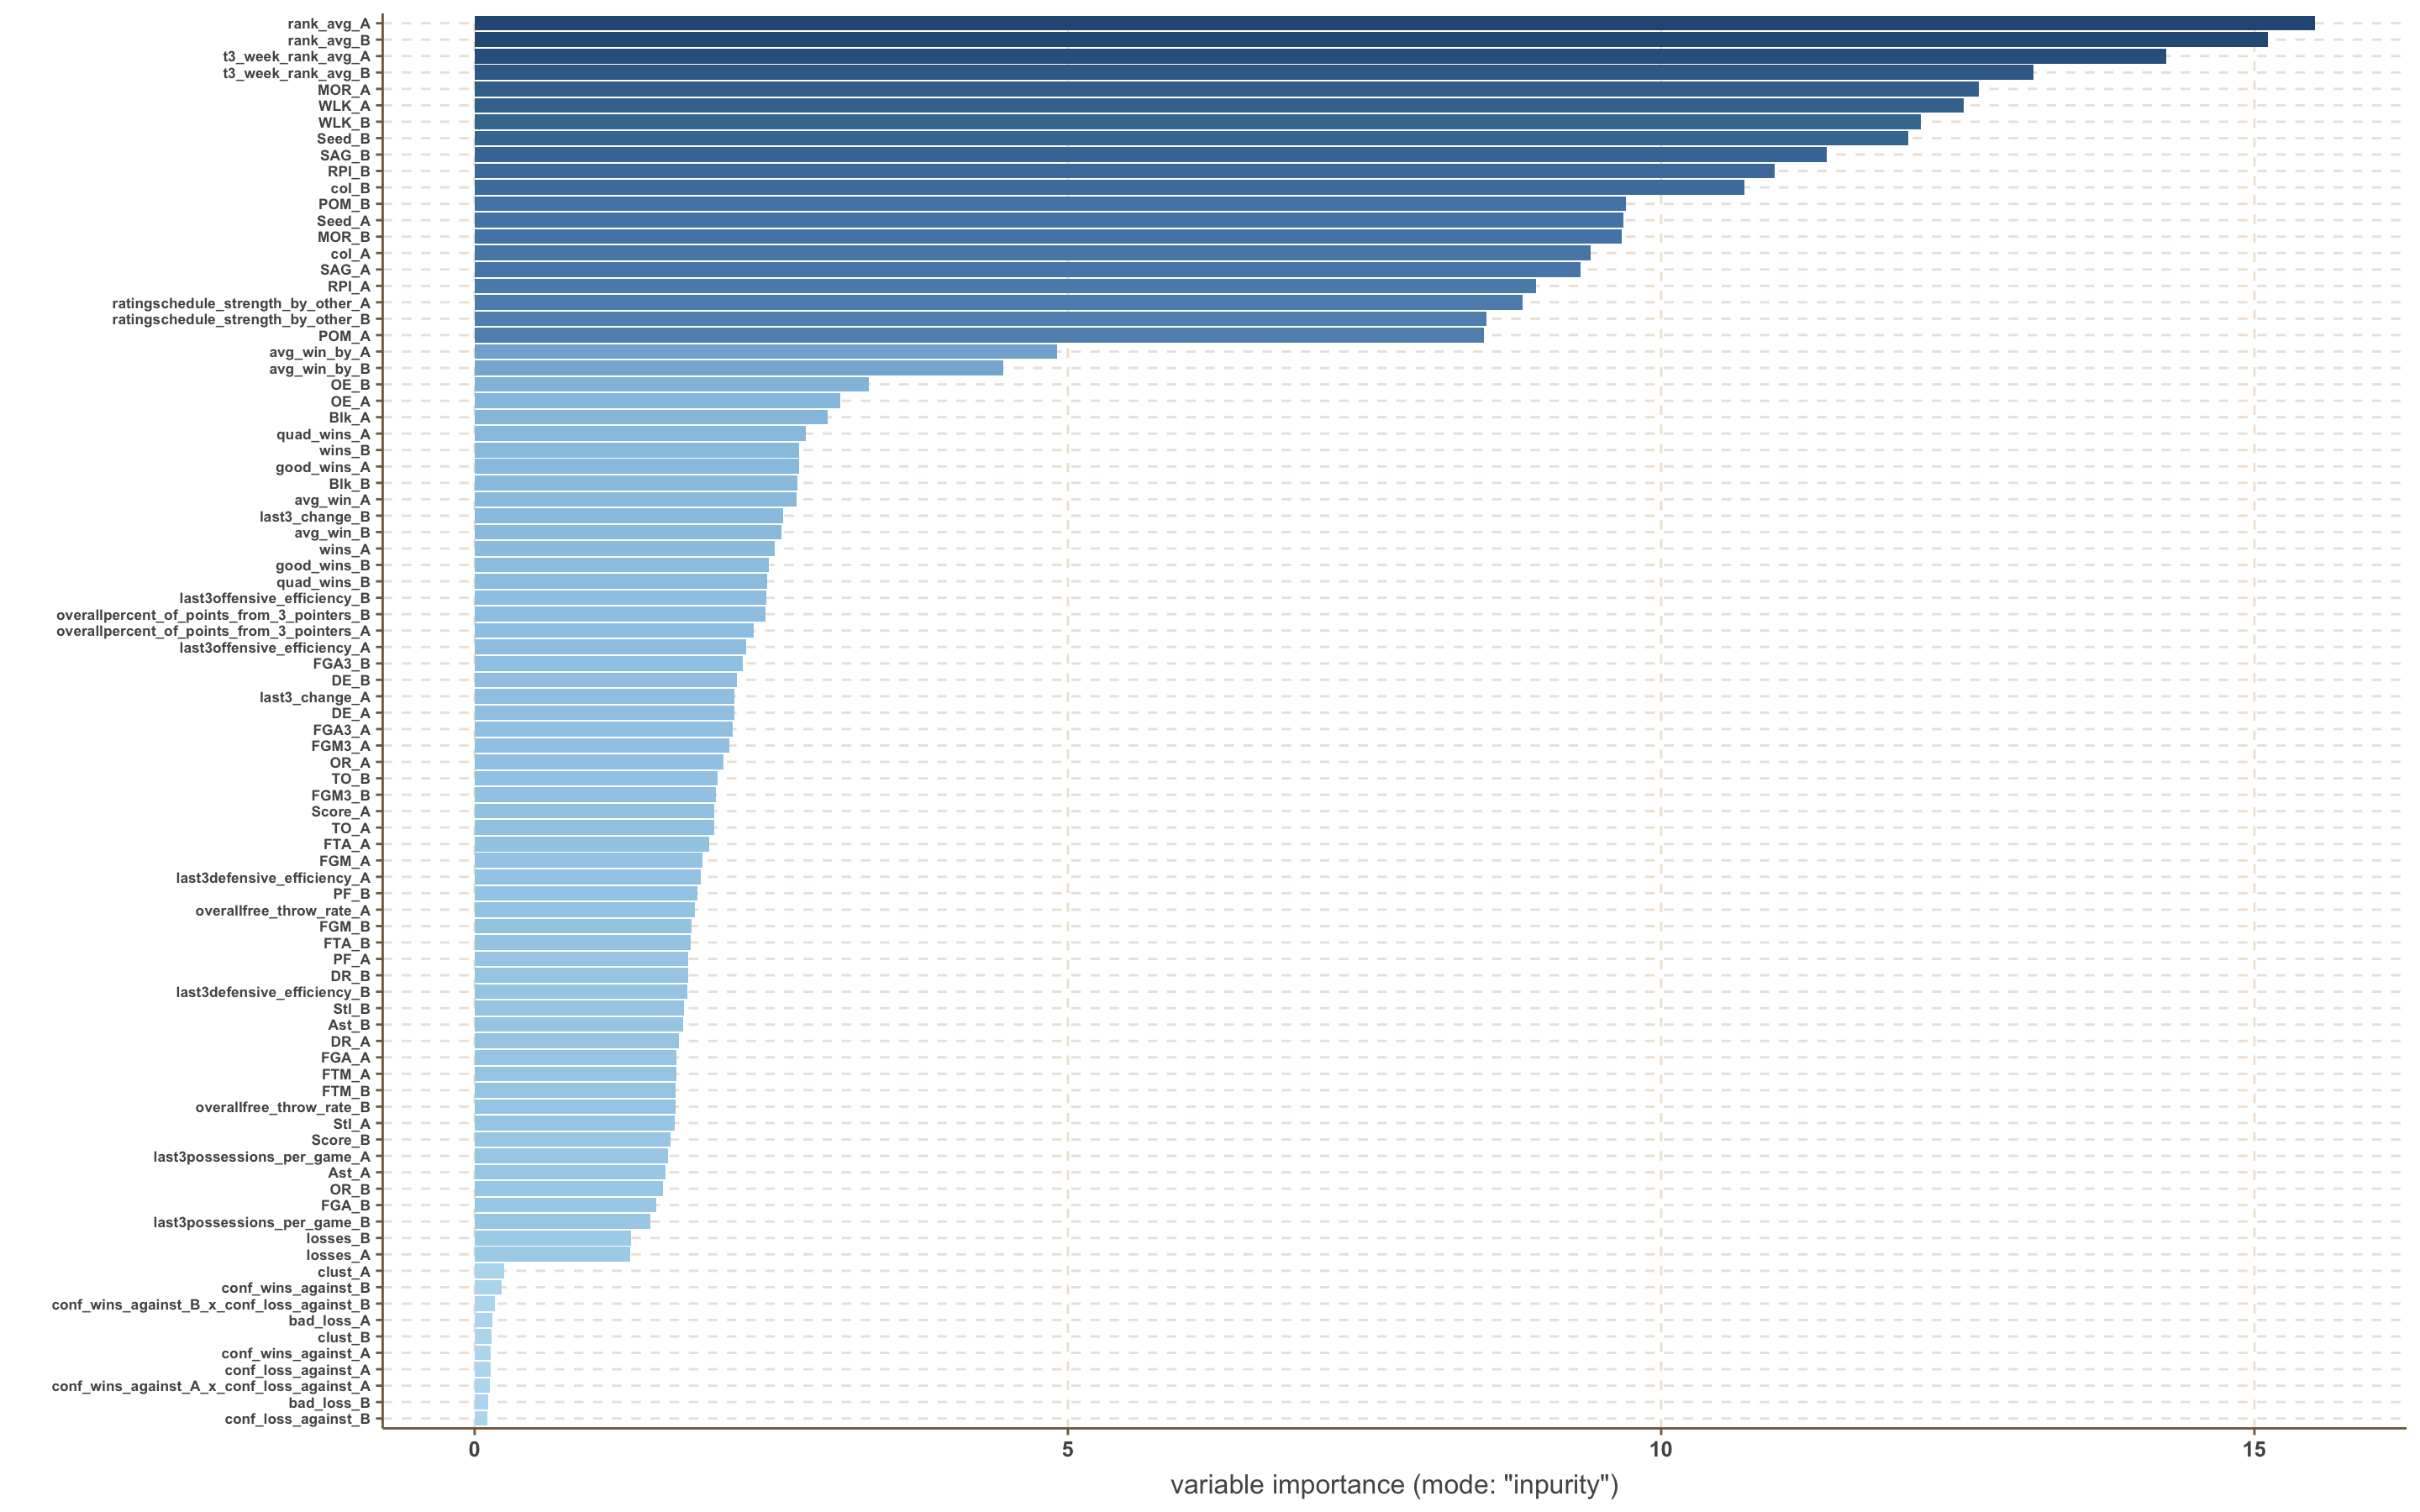 rank_avg_A
rank_avg_B
t3_week_rank_avg_A
t3_week_rank_avg_B
MOR_A
WLK_A
WLK_B
Seed_B
SAG_B
RPI_B
col_B
POM_B
Seed_A
MOR_B
col_A
SAG_A
RPI_A
ratingschedule_strength_by_other_A
ratingschedule_strength_by_other_B
POM_A
avg_win_by_A
avg_win_by_B
OE_B
OE_A
Blk_A
quad_wins_A
wins_B
good_wins_A
Blk_B
avg_win_A
last3_change_B
avg_win_B
wins_A
good_wins_B
quad_wins_B
last3offensive_efficiency_B
overallpercent_of_points_from_3_pointers_B
overallpercent_of_points_from_3_pointers_A
last3offensive_efficiency_A
FGA3_B
DE_B
last3_change_A
DE_A
FGA3_A
FGM3_A
OR_A
TO_B
FGM3_B
Score_A
TO_A
FTA_A
FGM_A
last3defensive_efficiency_A
PF_B
overallfree_throw_rate_A
FGM_B
FTA_B
PF_A
DR_B
last3defensive_efficiency_B
Stl_B
Ast_B
DR_A
FGA_A
FTM_A
FTM_B
overallfree_throw_rate_B
Stl_A
Score_B
last3possessions_per_game_A
Ast_A
OR_B
FGA_B
last3possessions_per_game_B
losses_B
losses_A
clust_A
conf_wins_against_B
conf_wins_against_B_x_conf_loss_against_B
bad_loss_A
clust_B
conf_wins_against_A
conf_loss_against_A
conf_wins_against_A_x_conf_loss_against_A
bad_loss_B
conf_loss_against_B
0 5 10 15
variable importance (mode: "inpurity")